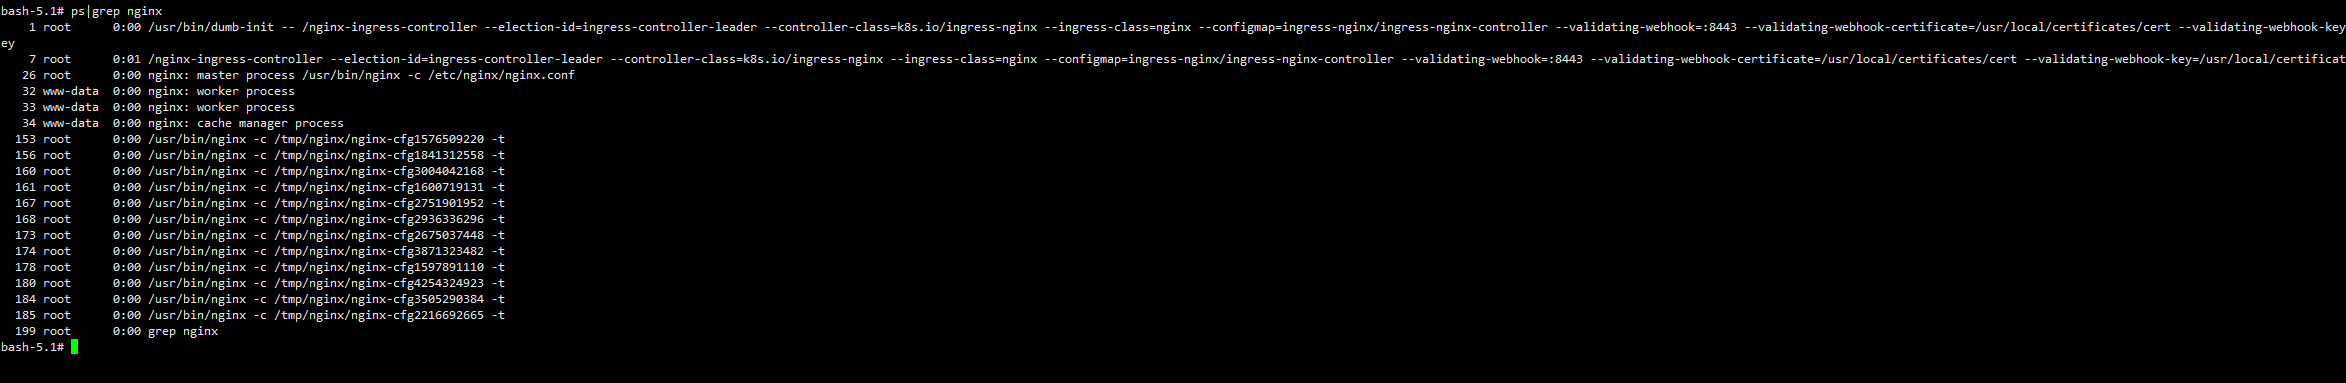 bash-5.1# ps|grep nginx
    1 root      0:00 /usr/bin/dumb-init -- /nginx-ingress-controller --election-id=ingress-controller-leader --controller-class=k8s.io/ingress-nginx --ingress-class=nginx --configmap=ingress-nginx/ingress-nginx-controller --validating-webhook=:8443 --validating-webhook-certificate=/usr/local/certificates/cert --validating-webhook-key
ey
    7 root      0:01 /nginx-ingress-controller --election-id=ingress-controller-leader --controller-class=k8s.io/ingress-nginx --ingress-class=nginx --configmap=ingress-nginx/ingress-nginx-controller --validating-webhook=:8443 --validating-webhook-certificate=/usr/local/certificates/cert --validating-webhook-key=/usr/local/certificat
   26 root      0:00 nginx: master process /usr/bin/nginx -c /etc/nginx/nginx.conf
   32 www-data  0:00 nginx: worker process
   33 www-data  0:00 nginx: worker process
   34 www-data  0:00 nginx: cache manager process
  153 root      0:00 /usr/bin/nginx -c /tmp/nginx/nginx-cfg1576509220 -t
  156 root      0:00 /usr/bin/nginx -c /tmp/nginx/nginx-cfg1841312558 -t
  160 root      0:00 /usr/bin/nginx -c /tmp/nginx/nginx-cfg3004042168 -t
  161 root      0:00 /usr/bin/nginx -c /tmp/nginx/nginx-cfg1600719131 -t
  167 root      0:00 /usr/bin/nginx -c /tmp/nginx/nginx-cfg2751901952 -t
  168 root      0:00 /usr/bin/nginx -c /tmp/nginx/nginx-cfg2936336296 -t
  173 root      0:00 /usr/bin/nginx -c /tmp/nginx/nginx-cfg2675037448 -t
  174 root      0:00 /usr/bin/nginx -c /tmp/nginx/nginx-cfg3871323482 -t
  178 root      0:00 /usr/bin/nginx -c /tmp/nginx/nginx-cfg1597891110 -t
  180 root      0:00 /usr/bin/nginx -c /tmp/nginx/nginx-cfg4254324923 -t
  184 root      0:00 /usr/bin/nginx -c /tmp/nginx/nginx-cfg3505290384 -t
  185 root      0:00 /usr/bin/nginx -c /tmp/nginx/nginx-cfg2216692665 -t
  199 root      0:00 grep nginx
bash-5.1#